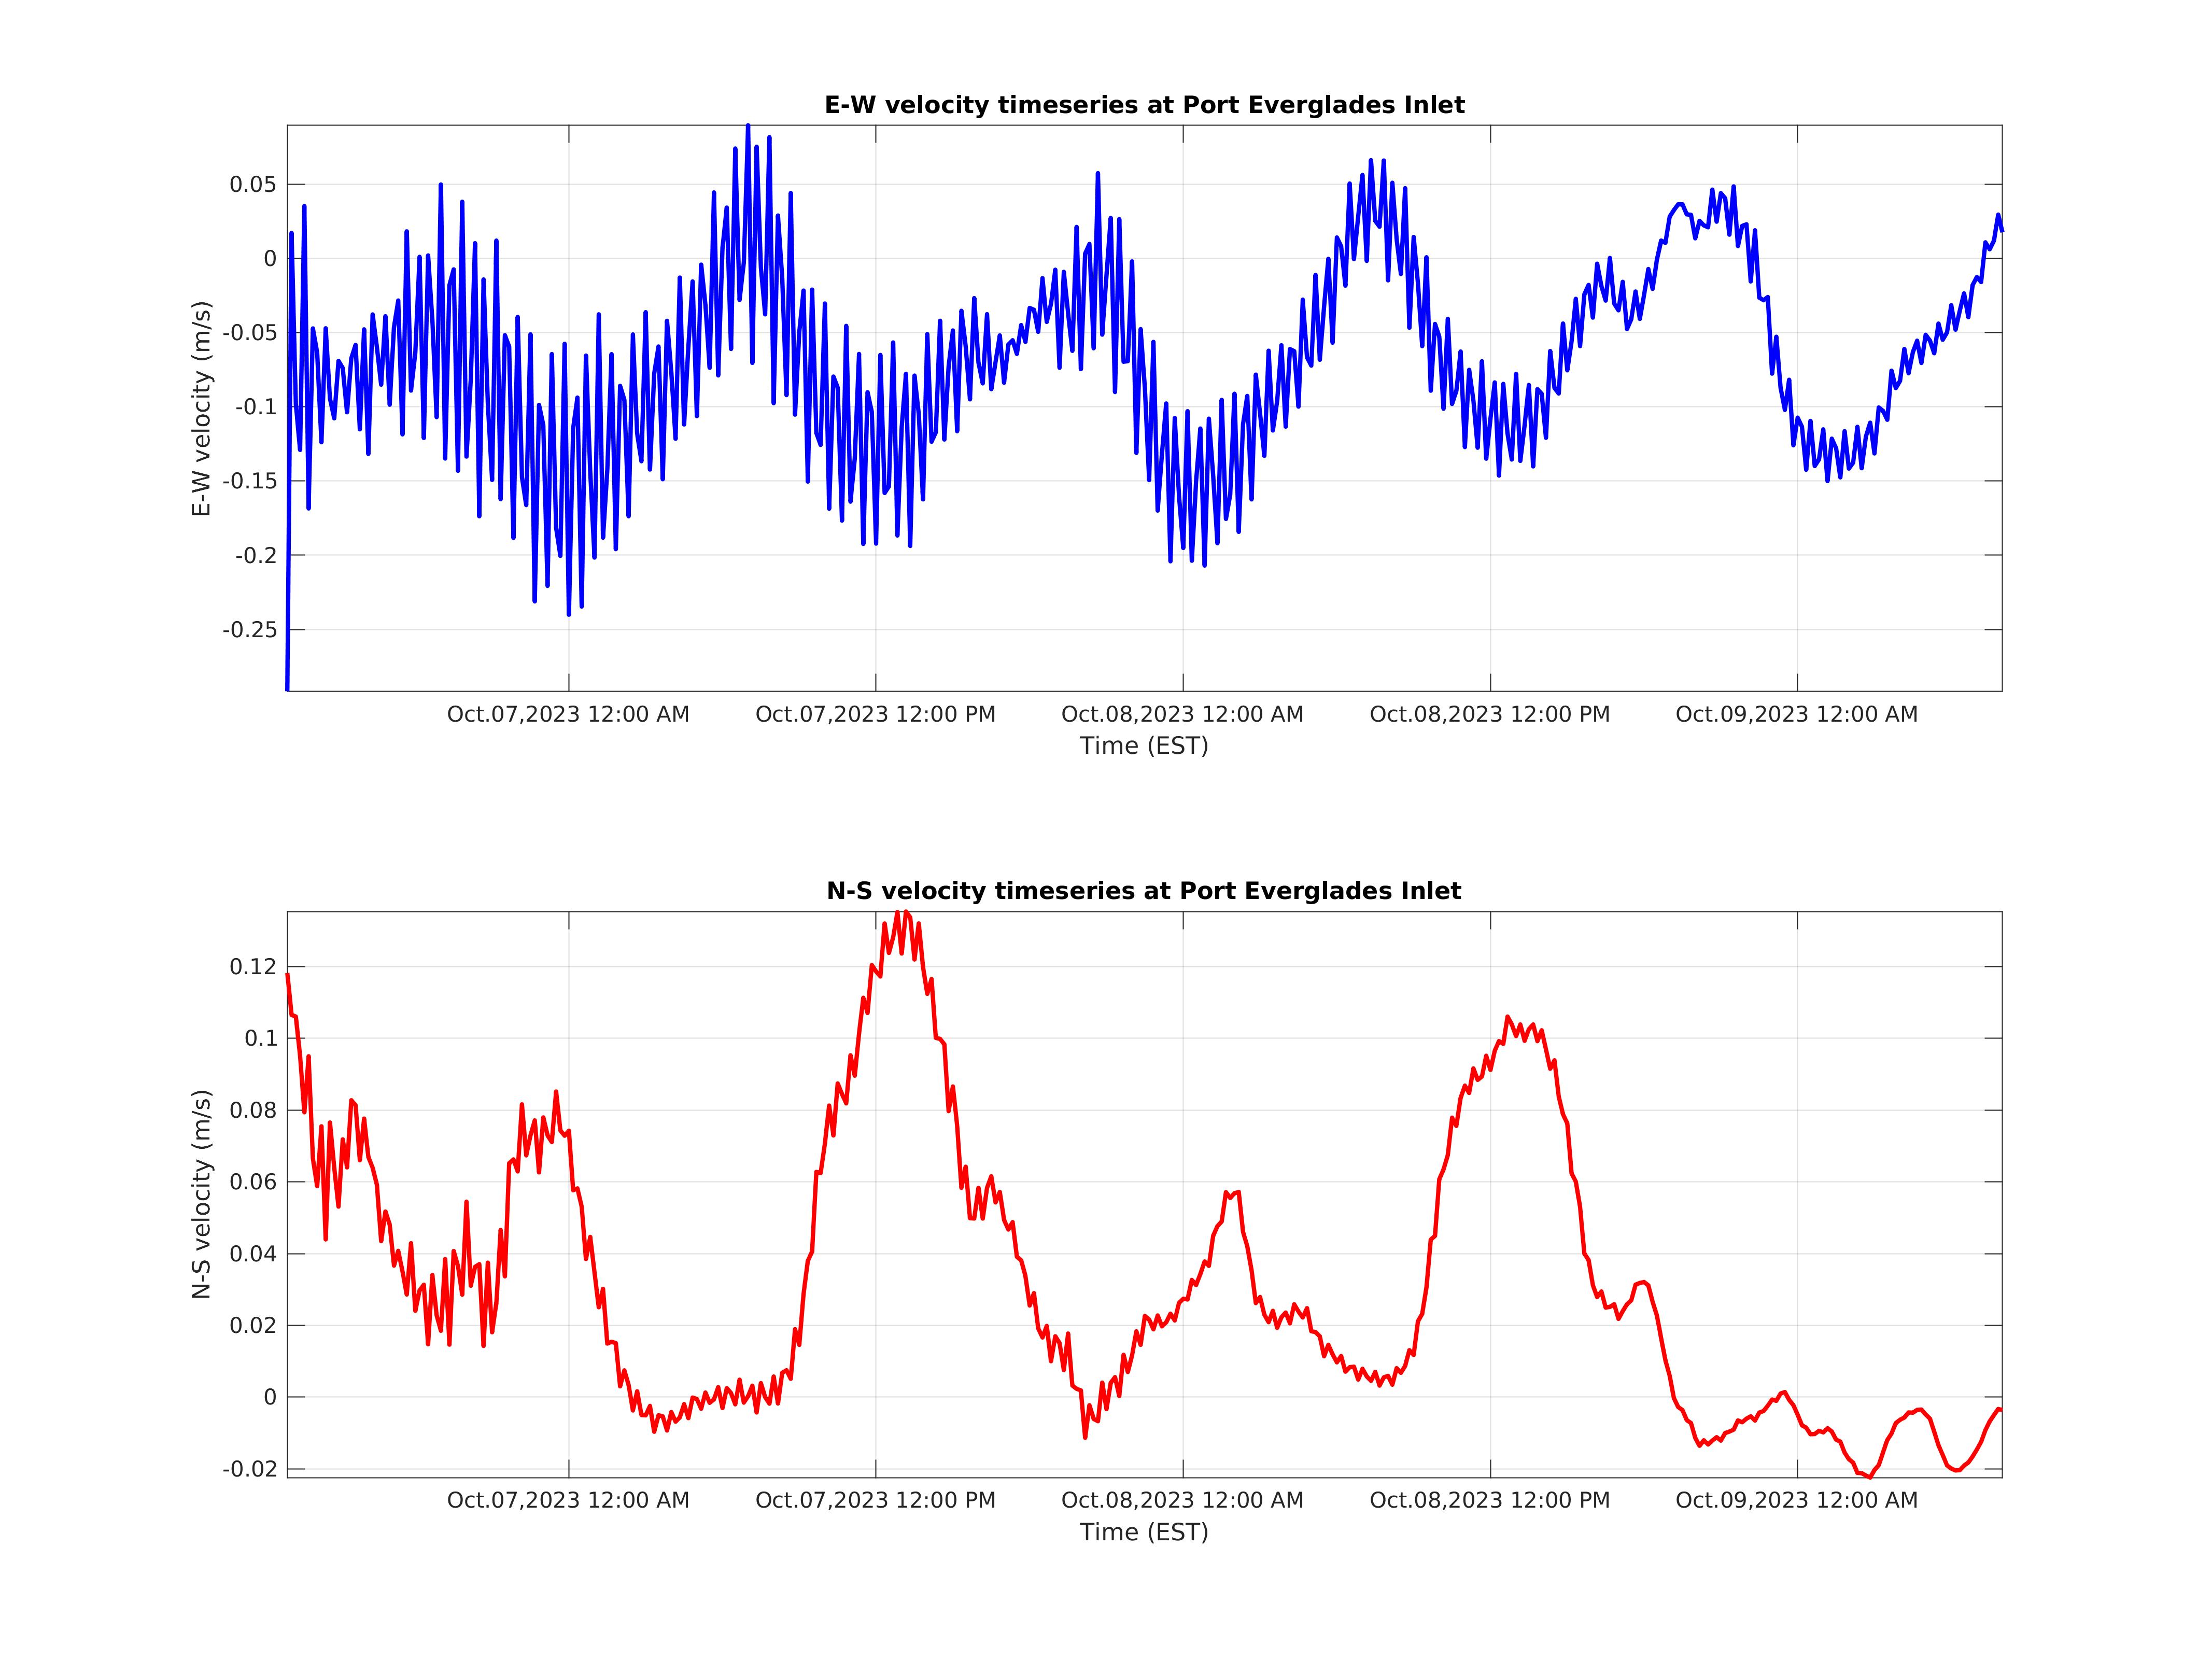 E-W velocity timeseries at Port Everglades Inlet
E-W velocity (m/s)
0.05
0
-0.05
-0.1
-0.15
-0.2
-0.25
Oct.07,2023 12:00 AM
Oct.07,2023 12:00 PM
Oct.08,2023 12:00 AM
Oct.08,2023 12:00 PM
Oct.09,2023 12:00 AM
Time (EST)
N-S velocity timeseries at Port Everglades Inlet
N-S velocity (m/s)
0.12
0.1
0.08
0.06
0.04
0.02
0
-0.02
Oct.07,2023 12:00 AM
Oct.07,2023 12:00 PM
Oct.08,2023 12:00 AM
Oct.08,2023 12:00 PM
Oct.09,2023 12:00 AM
Time (EST)